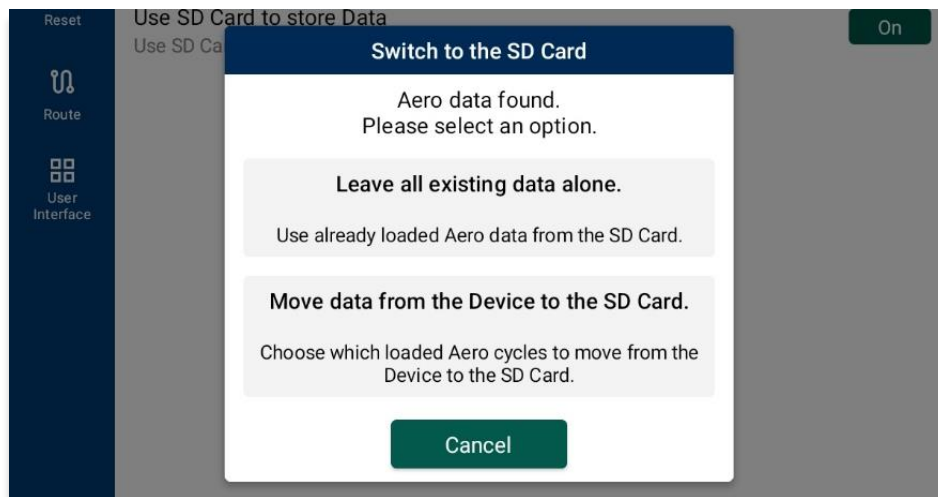 Reset
Route
User
Interface
Use SD Card to store Data
Use SD Ca
On
Switch to the SD Card
Aero data found.
Please select an option.
Leave all existing data alone.
Use already loaded Aero data from the SD Card.
Move data from the Device to the SD Card.
Choose which loaded Aero cycles to move from the
Device to the SD Card.
Cancel